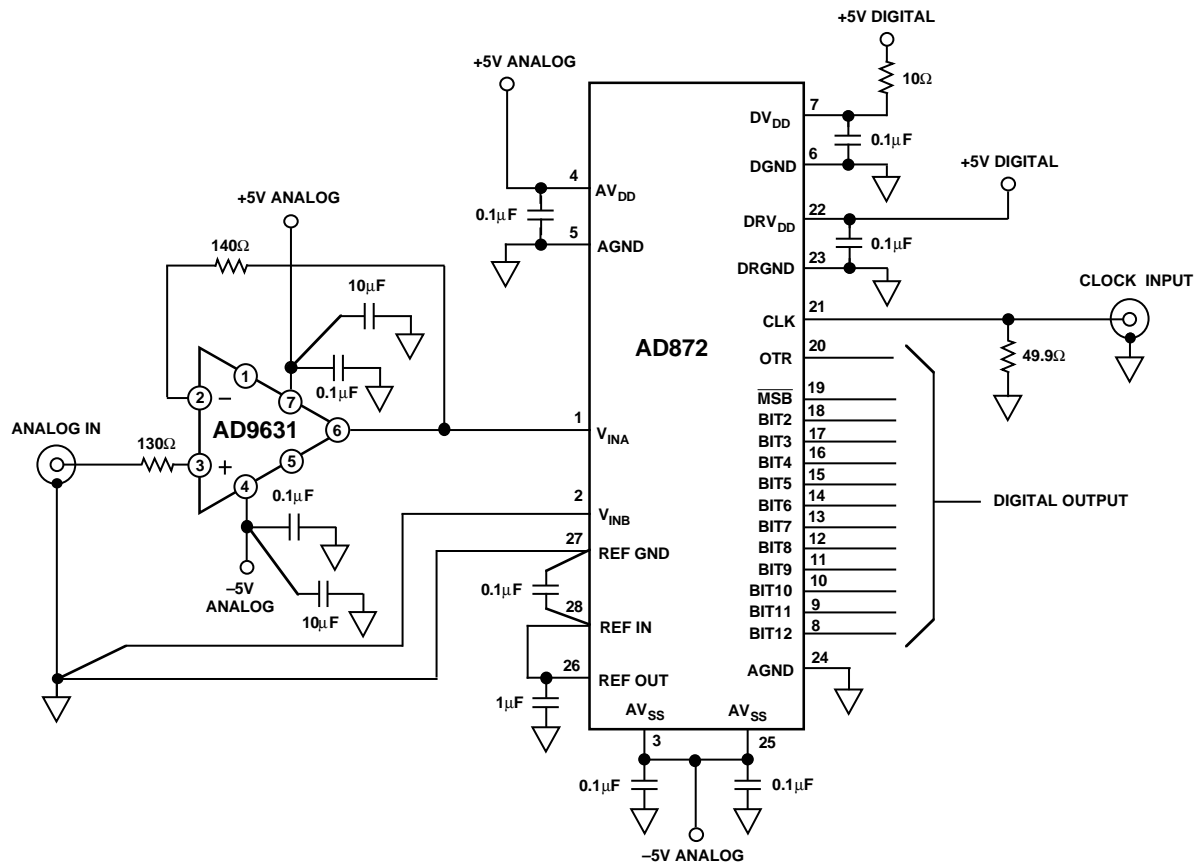 +5V DIGITAL
10Ω
+5V ANALOG
7
DVDD
0.1µF
6
DGND
+5V DIGITAL
4
AVDD
22
DRVDD
+5V ANALOG
0.1µF
5
AGND
0.1µF
23
DRGND
140Ω
CLOCK INPUT
10µF
21
CLK
AD872
20
OTR
49.9Ω
1
0.1µF
19
MSB
2
−
7
18
BIT2
AD9631
6
1
VINA
17
BIT3
ANALOG IN
130Ω
16
BIT4
3
+
5
15
BIT5
4
0.1µF
2
VINB
14
BIT6
DIGITAL OUTPUT
13
BIT7
27
REF GND
12
BIT8
–5V
ANALOG
11
BIT9
0.1µF
10
BIT10
10µF
28
REF IN
9
BIT11
8
BIT12
26
REF OUT
24
AGND
1µF
AVSS
AVSS
3
25
0.1µF
0.1µF
–5V ANALOG